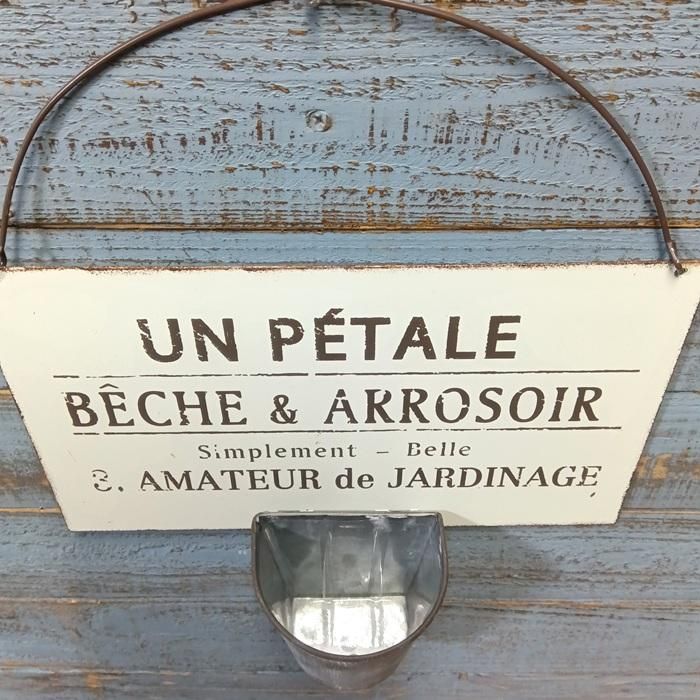 UN PÉTALE
BÊCHE & ARROSOIR
Simplement – Belle
3. AMATEUR de JARDINAGE